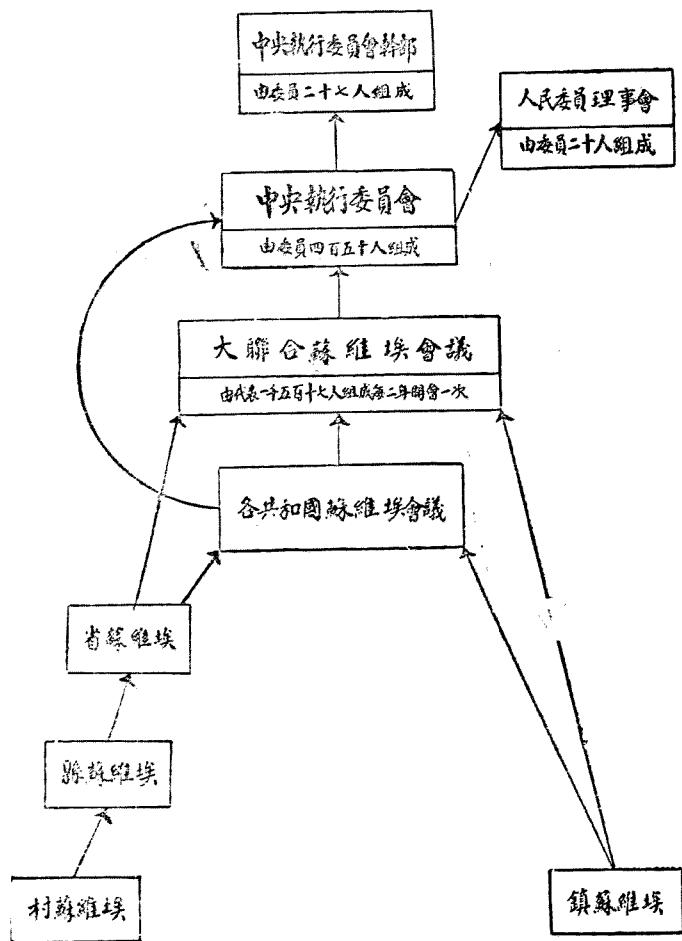 中央執行委員會幹部
由委員二十七人組成
人民委員理事會
由委員二十人組成
中央執行委員會
由委員四百五十人組成
大聯合蘇維埃會議
由代表一千五百十七人組成每二年開會一次
各共和國蘇維埃會議
省蘇維埃
縣蘇維埃
村蘇維埃
鎮蘇維埃